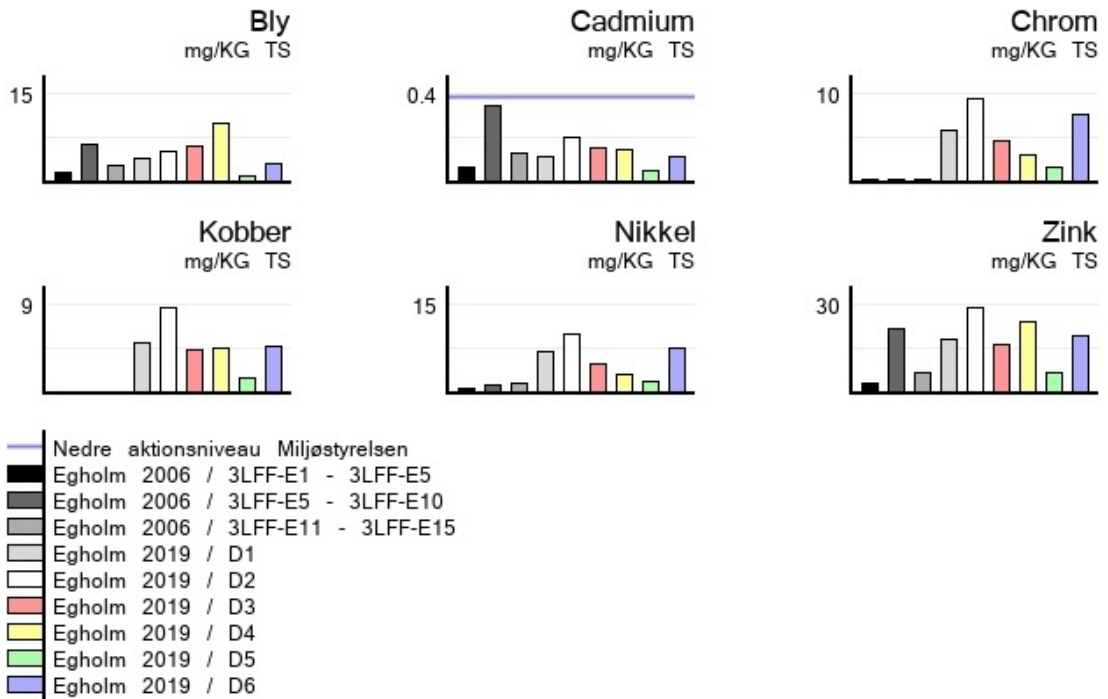 Bly
mg/KG TS
15
Cadmium
mg/KG TS
0.4
Chrom
mg/KG TS
10
Kobber
mg/KG TS
9
Nikkel
mg/KG TS
15
Zink
mg/KG TS
30
Nedre aktionsniveau Miljøstyrelsen
Egholm 2006 / 3LFF-E1 - 3LFF-E5
Egholm 2006 / 3LFF-E5 - 3LFF-E10
Egholm 2006 / 3LFF-E11 - 3LFF-E15
Egholm 2019 / D1
Egholm 2019 / D2
Egholm 2019 / D3
Egholm 2019 / D4
Egholm 2019 / D5
Egholm 2019 / D6